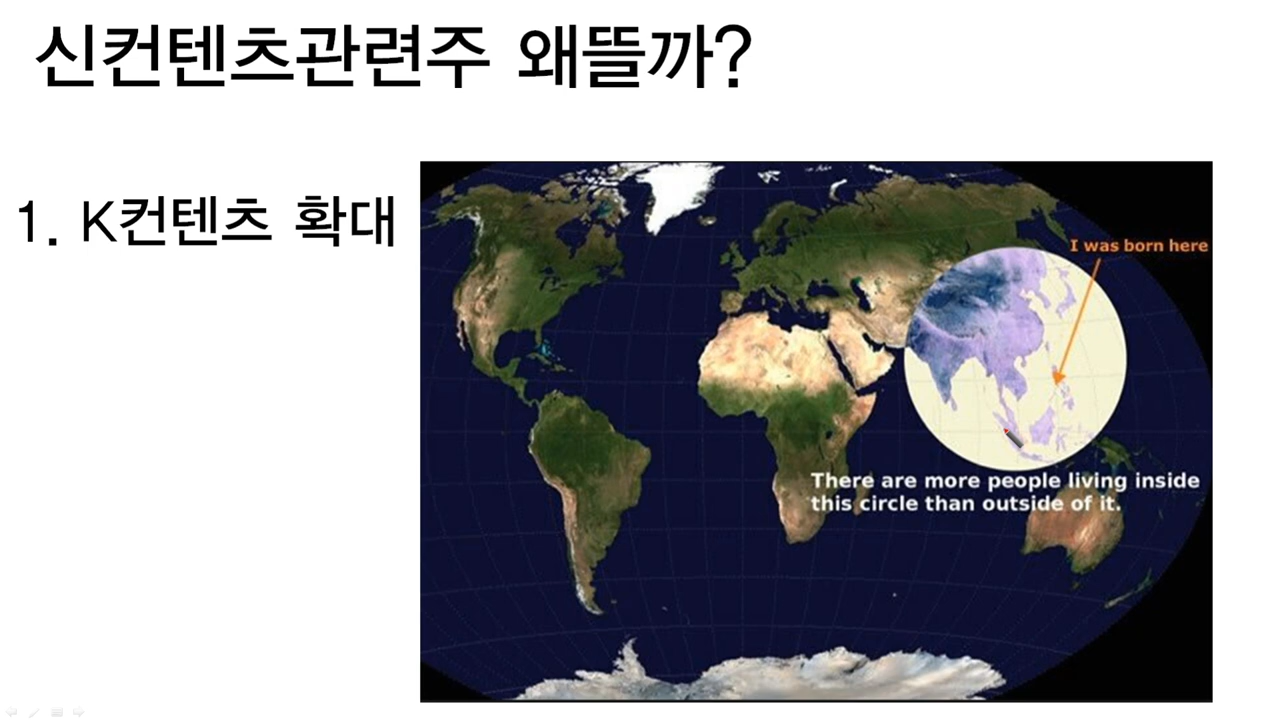 신컨텐츠관련주 왜뜰까?
1. K컨텐츠 확대
I was born here
There are more people living inside
this circle than outside of it.